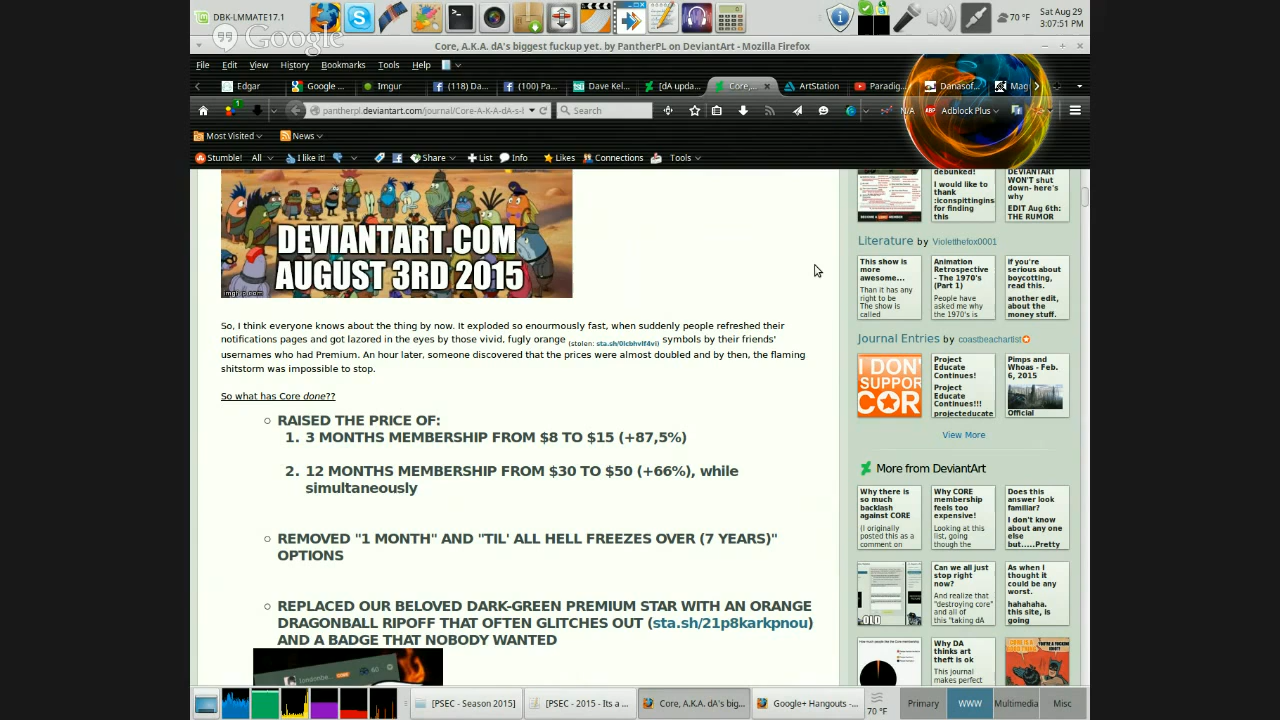 DBK-LMMATE17.1
70 °F
Sat Aug 29
3:07:51 PM
Google
Core, A.K.A. dA's biggest fuckup yet. by PantherPL on DeviantArt - Mozilla Firefox
File Edit View History Bookmarks Tools Help
Edgar
Google ...
Imgur
(118) Da...
(100) Pa...
Dave Kel...
[dA upda...
Core,...
ArtStation
Paradig...
Danasof...
Mag
pantherpl.deviantart.com/journal/Core-A-K-A-dA-s-
Search
N/A
Adblock Plus
Most Visited
News
Stumble! All I like it! Share List Info Likes Connections Tools
DEVIANTART.COM
AUGUST 3RD 2015
So, I think everyone knows about the thing by now. It exploded so enourmously fast, when suddenly people refreshed their
notifications pages and got lazored in the eyes by those vivid, fugly orange (stolen: sta.sh/0lcbhvlf4vi) symbols by their friends'
usernames who had Premium. An hour later, someone discovered that the prices were almost doubled and by then, the flaming
shitstorm was impossible to stop.
So what has Core done??
RAISED THE PRICE OF:
1. 3 MONTHS MEMBERSHIP FROM $8 TO $15 (+87,5%)
2. 12 MONTHS MEMBERSHIP FROM $30 TO $50 (+66%), while
simultaneously
REMOVED "1 MONTH" AND "TIL' ALL HELL FREEZES OVER (7 YEARS)"
OPTIONS
REPLACED OUR BELOVED DARK-GREEN PREMIUM STAR WITH AN ORANGE
DRAGONBALL RIPOFF THAT OFTEN GLITCHES OUT (sta.sh/21p8karkpnou)
AND A BADGE THAT NOBODY WANTED
debunked!
I would like to
thank
:iconspittingins
for finding
this
DEVIANTART
WON'T shut
down- here's
why
EDIT Aug 6th:
THE RUMOR
Literature by Violetthefox0001
This show is
more
awesome...
Than it has any
right to be
The show is
called
Animation
Retrospective
- The 1970's
(Part 1)
People have
asked me why
the 1970's is
if you're
serious about
boycotting,
read this.
another edit,
about the
money stuff.
Journal Entries by coastbeachartist
I DON'
SUPPOR
COR
Project
Educate
Continues!
Project
Educate
Continues!!!
projecteducate
Pimps and
Whoas - Feb.
6, 2015
Official
View More
More from DeviantArt
Why there is
so much
backlash
against CORE
(I originally
posted this as a
comment on
Why CORE
membership
feels too
expensive!
Looking at this
list, going
though the
Does this
answer look
familiar?
I don't know
about any one
else
but.....Pretty
OLD
Can we all just
stop right
now?
And realize that
"destroying core"
and all of
this "taking dA
As when I
thought it
could be any
worst.
hahahaha.
this site, is
going
Why DA
thinks art
theft is ok
This journal
makes perfect
[PSEC - Season 2015]
[PSEC - 2015 - Its a ...
Core, A.K.A. dA's big...
Google+ Hangouts -...
70 °F
Primary
WWW
Multimedia
Misc